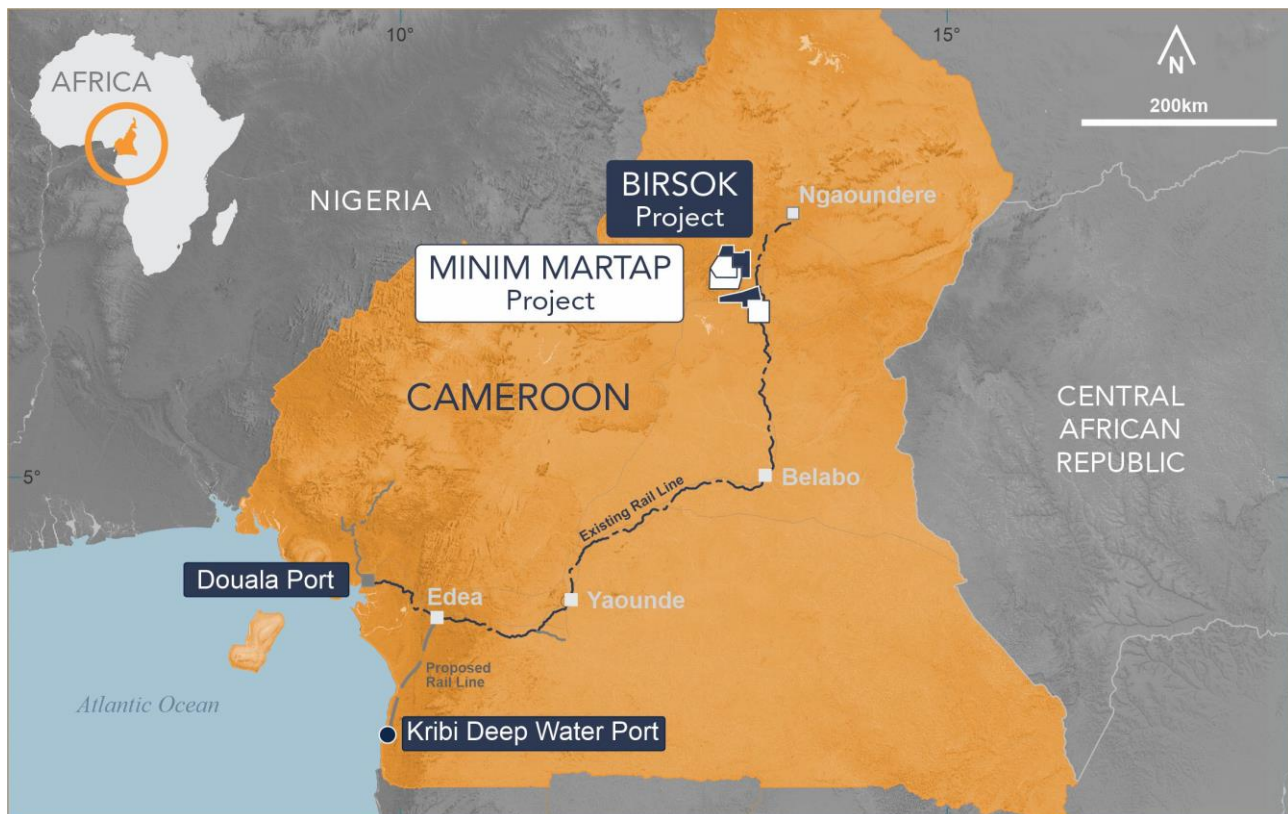 10°
15°
AFRICA
N
200km
NIGERIA
BIRSOK
Project
Ngaoundere
MINIM MARTAP
Project
CAMEROON
CENTRAL
AFRICAN
REPUBLIC
5°
Belabo
Existing Rail Line
Douala Port
Edea
Yaounde
Proposed
Rail Line
Atlantic Ocean
Kribi Deep Water Port